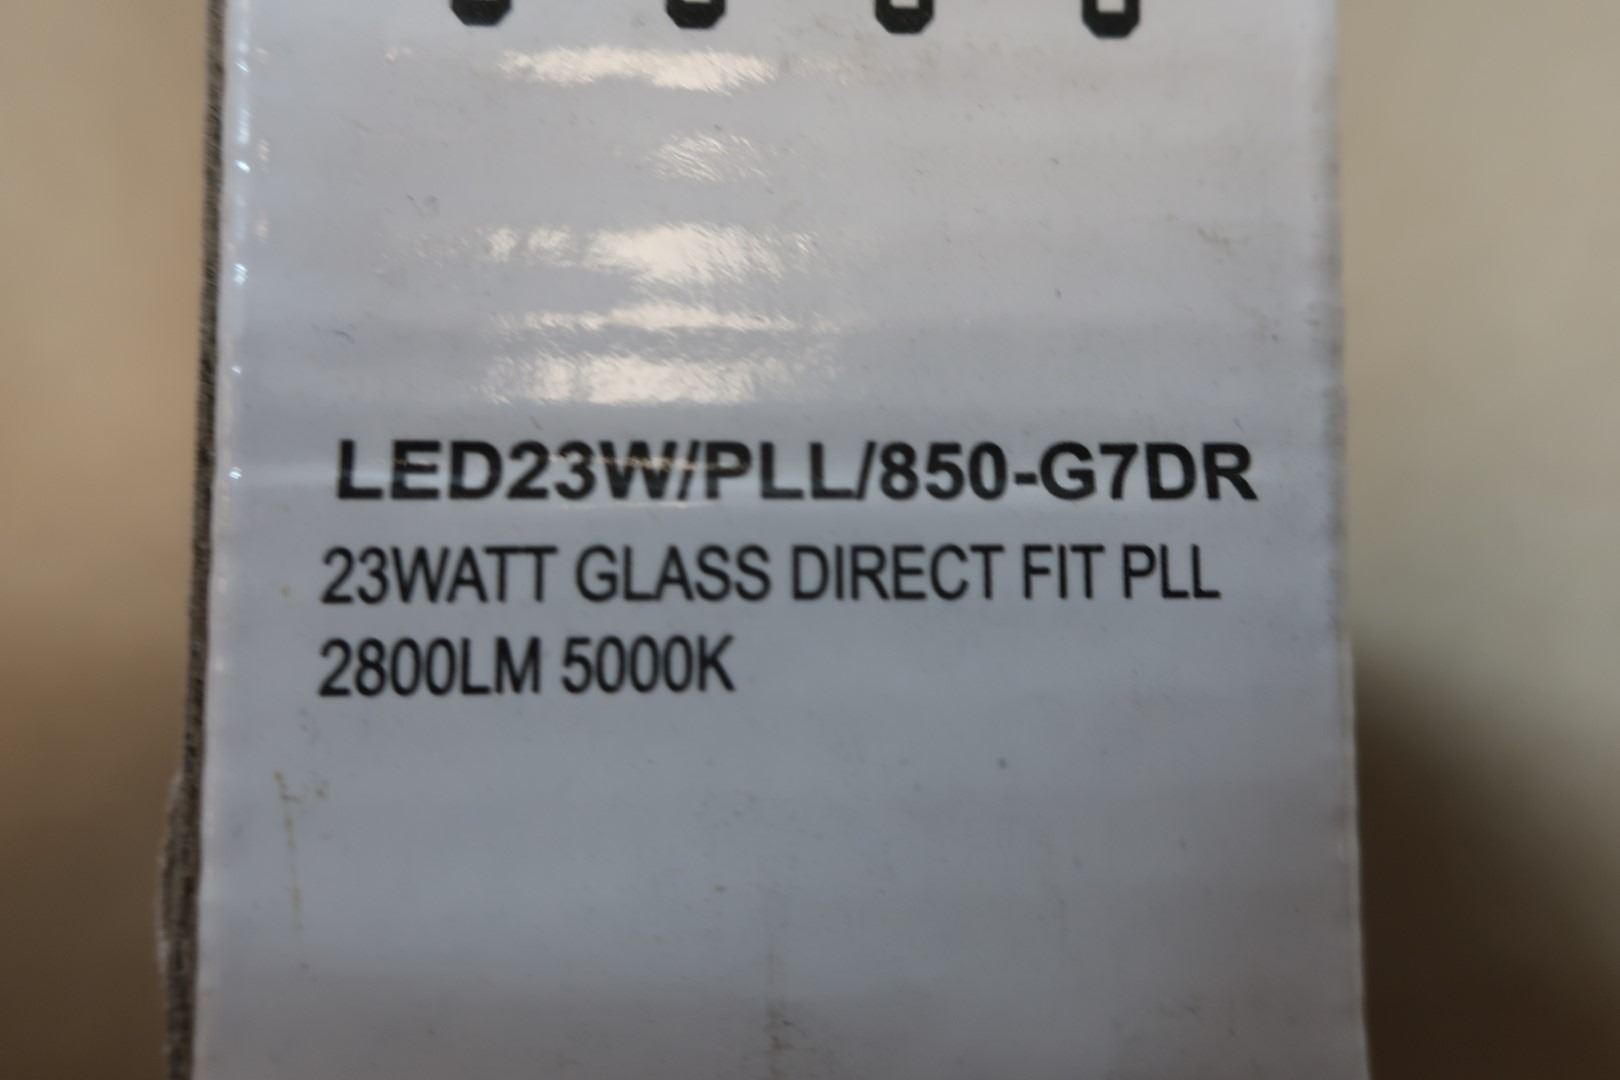 LED23W/PLL/850-G7DR
23WATT GLASS DIRECT FIT PLL
2800LM 5000K